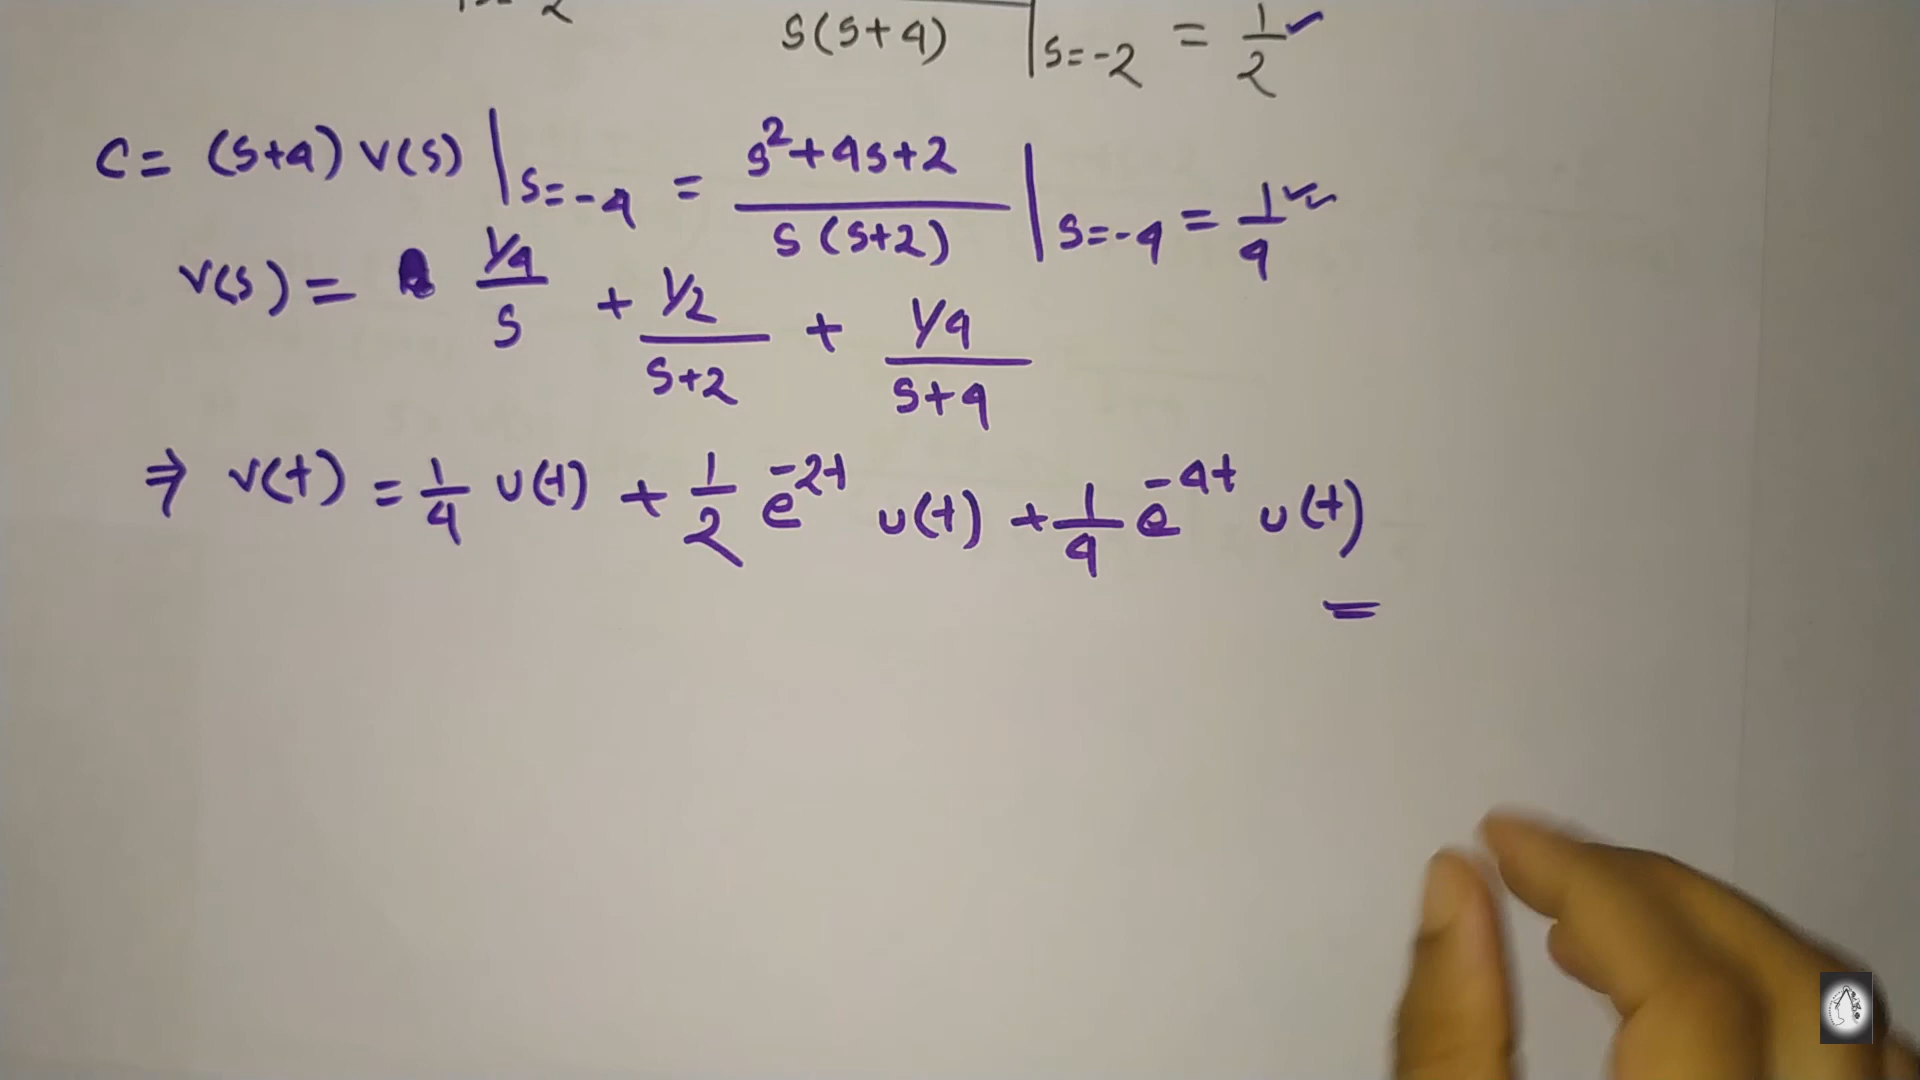 s(s+4) |s=-2 = 1/2
C = (s+4) V(s) |s=-4 = s²+4s+2 / s(s+2) |s=-4 = 1/4
V(s) = 1/4 / s + 1/2 / s+2 + 1/4 / s+4
⇒ v(t) = 1/4 u(t) + 1/2 e^-2t u(t) + 1/4 e^-4t u(t)